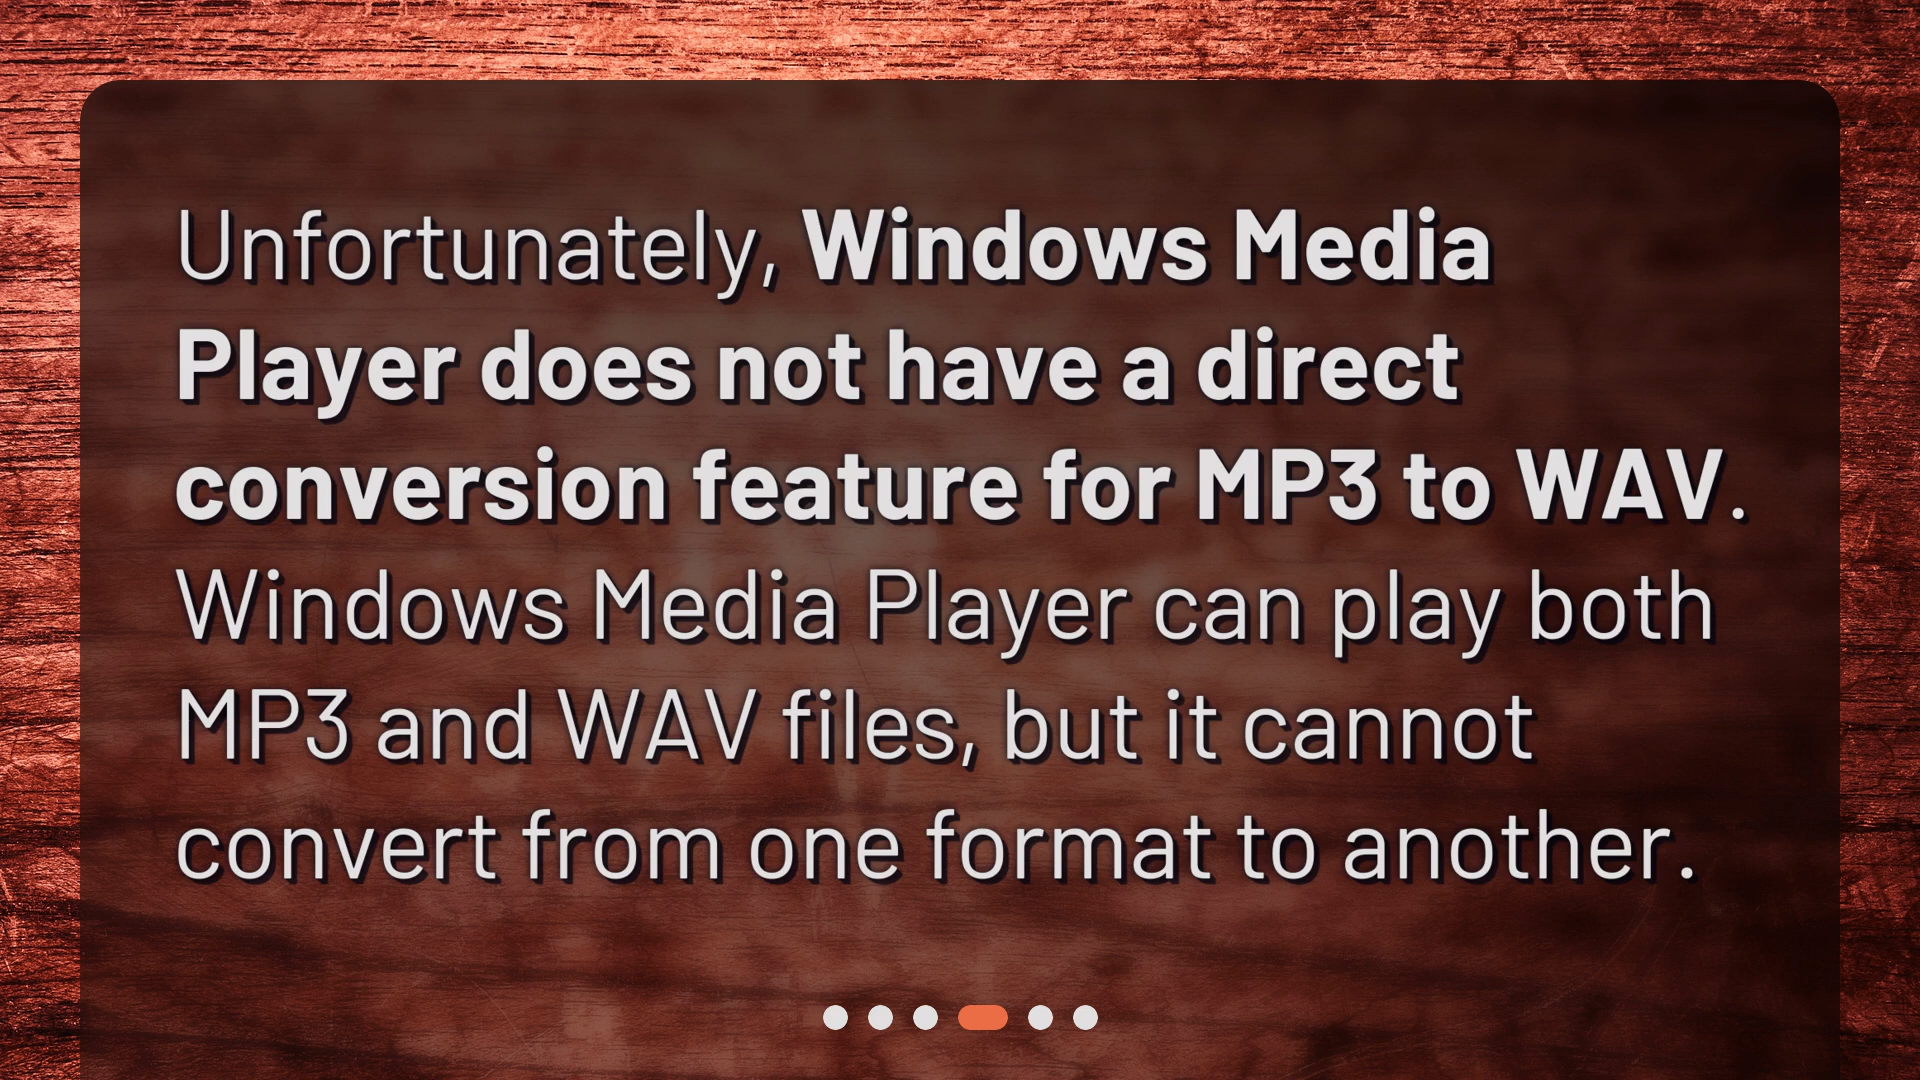 Unfortunately, Windows Media
Player does not have a direct
conversion feature for MP3 to WAV.
Windows Media Player can play both
MP3 and WAV files, but it cannot
convert from one format to another.